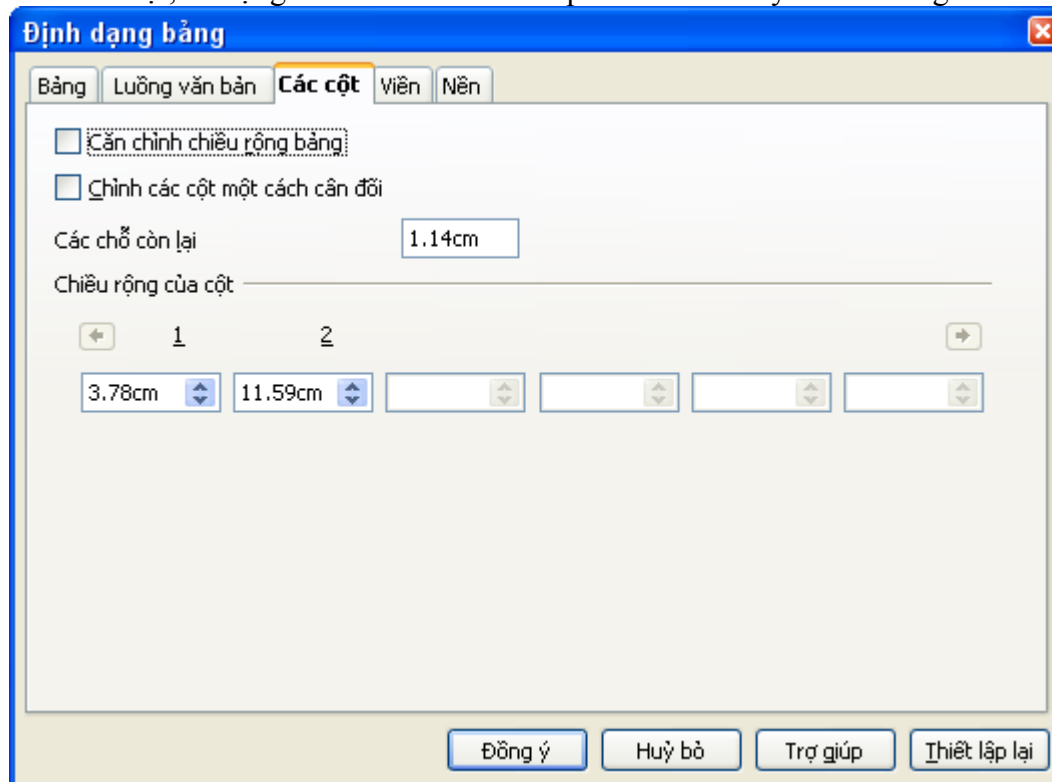 Định dạng bảng
Bảng Luồng văn bản Các cột Viền Nền
Căn chỉnh chiều rộng bảng
Chỉnh các cột một cách cân đối
Các chỗ còn lại 1.14cm
Chiều rộng của cột
1 2
3.78cm 11.59cm
Đồng ý Huỷ bỏ Trợ giúp Thiết lập lại